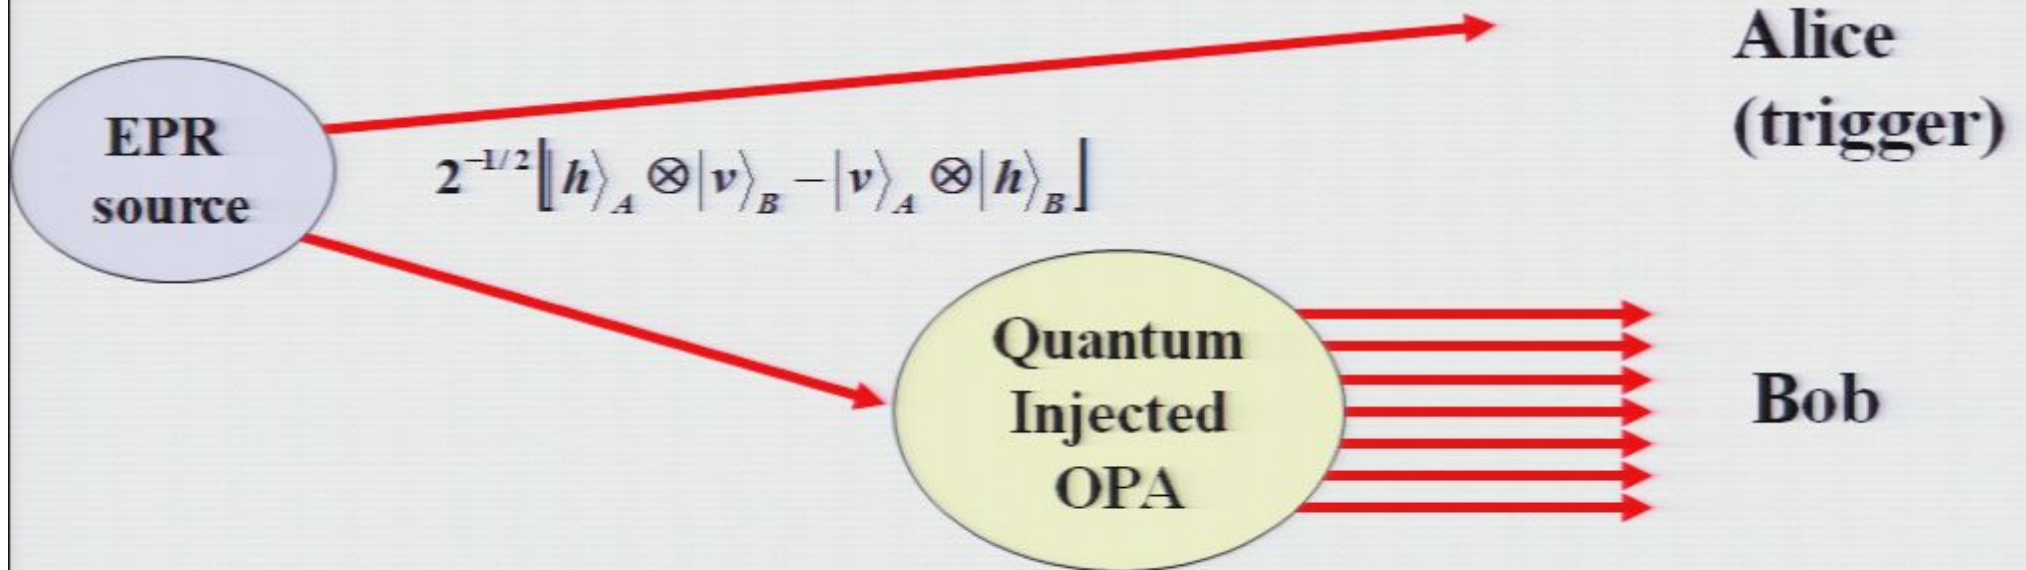 Alice
(trigger)
EPR
source
2^{-1/2}[|h⟩_A ⊗|v⟩_B −|v⟩_A ⊗|h⟩_B]
Quantum
Injected
OPA
Bob